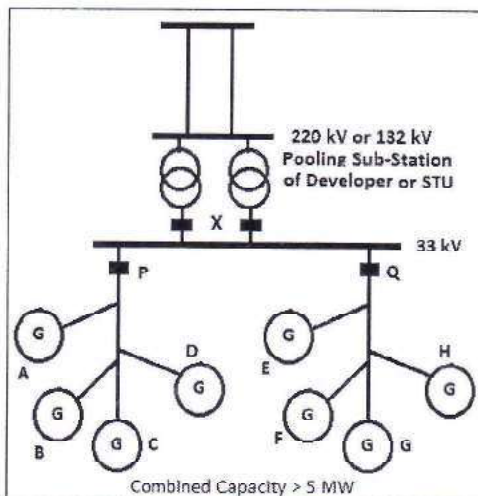 220 kV or 132 kV
Pooling Sub-Station
of Developer or STU
X
33 kV
P
Q
G
A
D
G
G
B
G
C
G
E
H
G
G
F
G
G
Combined Capacity > 5 MW